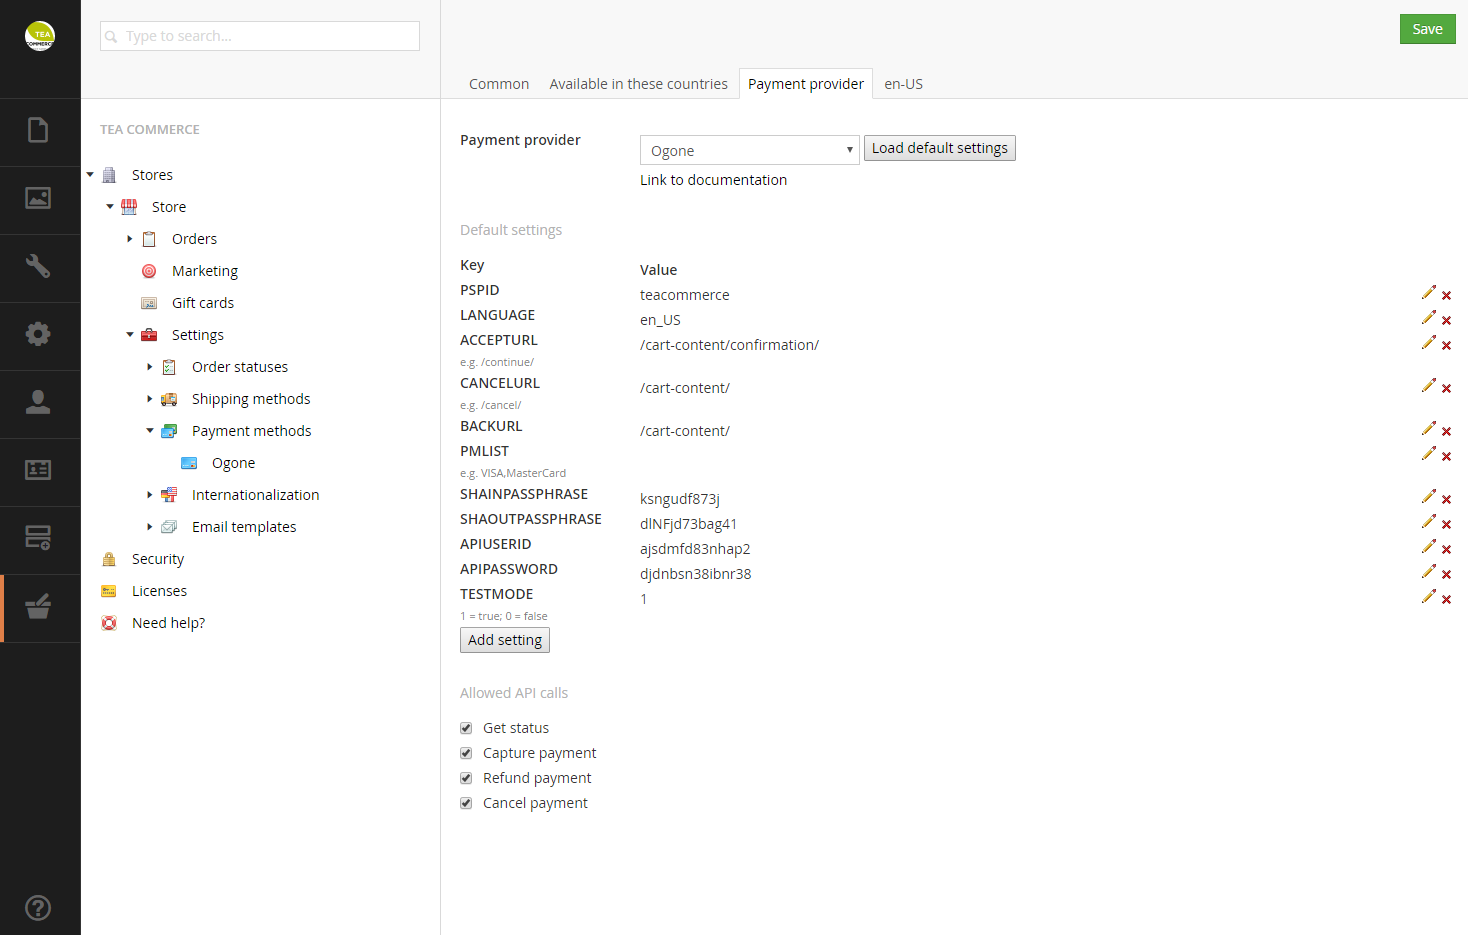 TEA
COMMERCE
Type to search...
Save
Common
Available in these countries
Payment provider
en-US
TEA COMMERCE
Stores
Store
Orders
Marketing
Gift cards
Settings
Order statuses
Shipping methods
Payment methods
Ogone
Internationalization
Email templates
Security
Licenses
Need help?
Payment provider
Ogone
Load default settings
Link to documentation
Default settings
Key Value
PSPID teacommerce
LANGUAGE en_US
ACCEPTURL /cart-content/confirmation/
e.g. /continue/
CANCELURL /cart-content/
e.g. /cancel/
BACKURL /cart-content/
PMLIST
e.g. VISA,MasterCard
SHAINPASSPHRASE ksngudf873j
SHAOUTPASSPHRASE dlNFjd73bag41
APIUSERID ajsdmfd83nhap2
APIPASSWORD djdnbsn38ibnr38
TESTMODE 1
1 = true; 0 = false
Add setting
Allowed API calls
Get status
Capture payment
Refund payment
Cancel payment